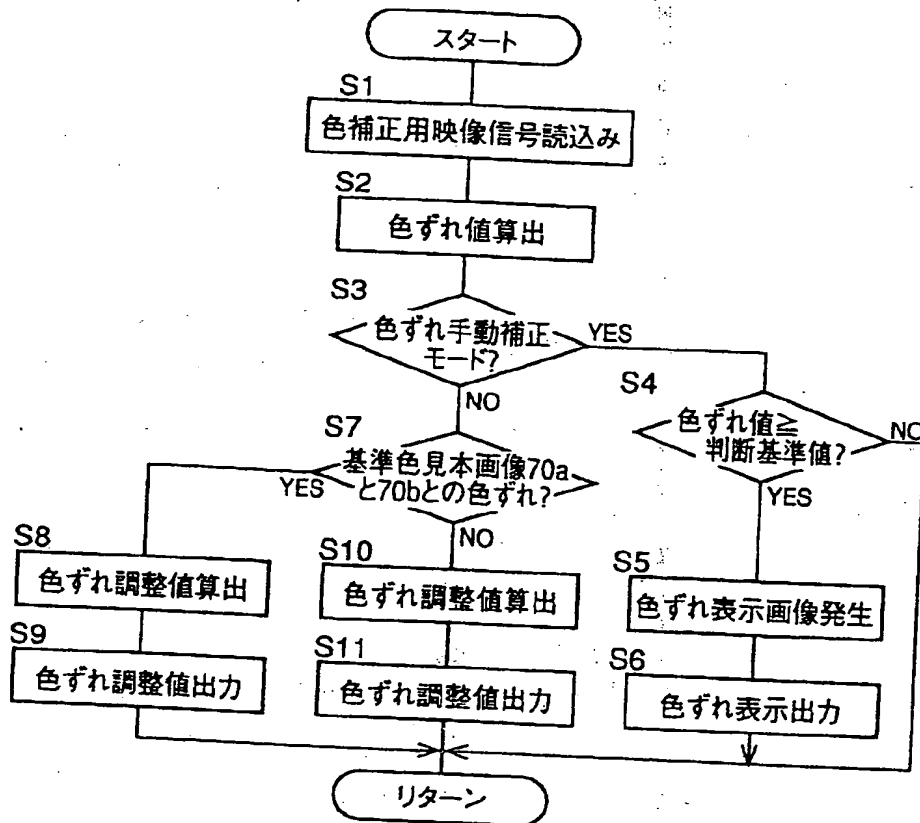 スタート
S1
色補正用映像信号読込み
S2
色ずれ値算出
S3
色ずれ手動補正
モード?
YES
NO
S4
色ずれ値≧
判断基準値?
NO
YES
S7
基準色見本画像70a
と70bとの色ずれ?
YES
NO
S8
色ずれ調整値算出
S10
色ずれ調整値算出
S5
色ずれ表示画像発生
S9
色ずれ調整値出力
S11
色ずれ調整値出力
S6
色ずれ表示出力
リターン